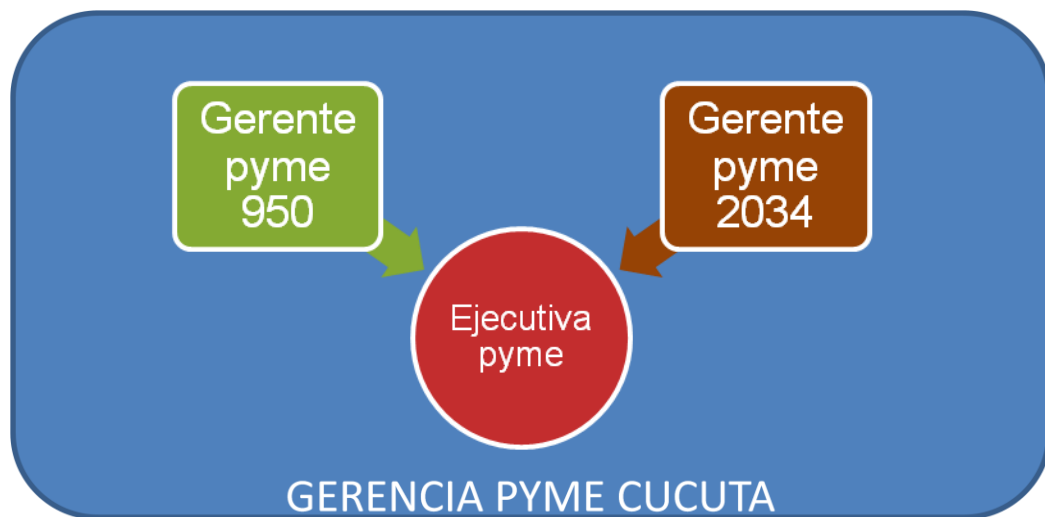 Gerente
pyme
950
Gerente
pyme
2034
Ejecutiva
pyme
GERENCIA PYME CUCUTA